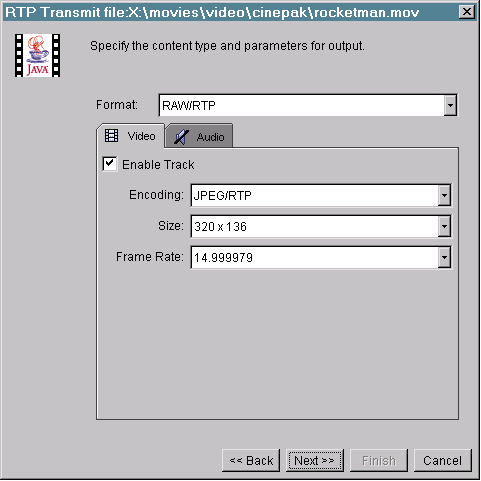 RTP Transmit file:X:\movies\video\cinepak\rocketman.mov
JAVA
Specify the content type and parameters for output.
Format: RAW/RTP
Video Audio
Enable Track
Encoding: JPEG/RTP
Size: 320 x 136
Frame Rate: 14.999979
<< Back Next >> Finish Cancel